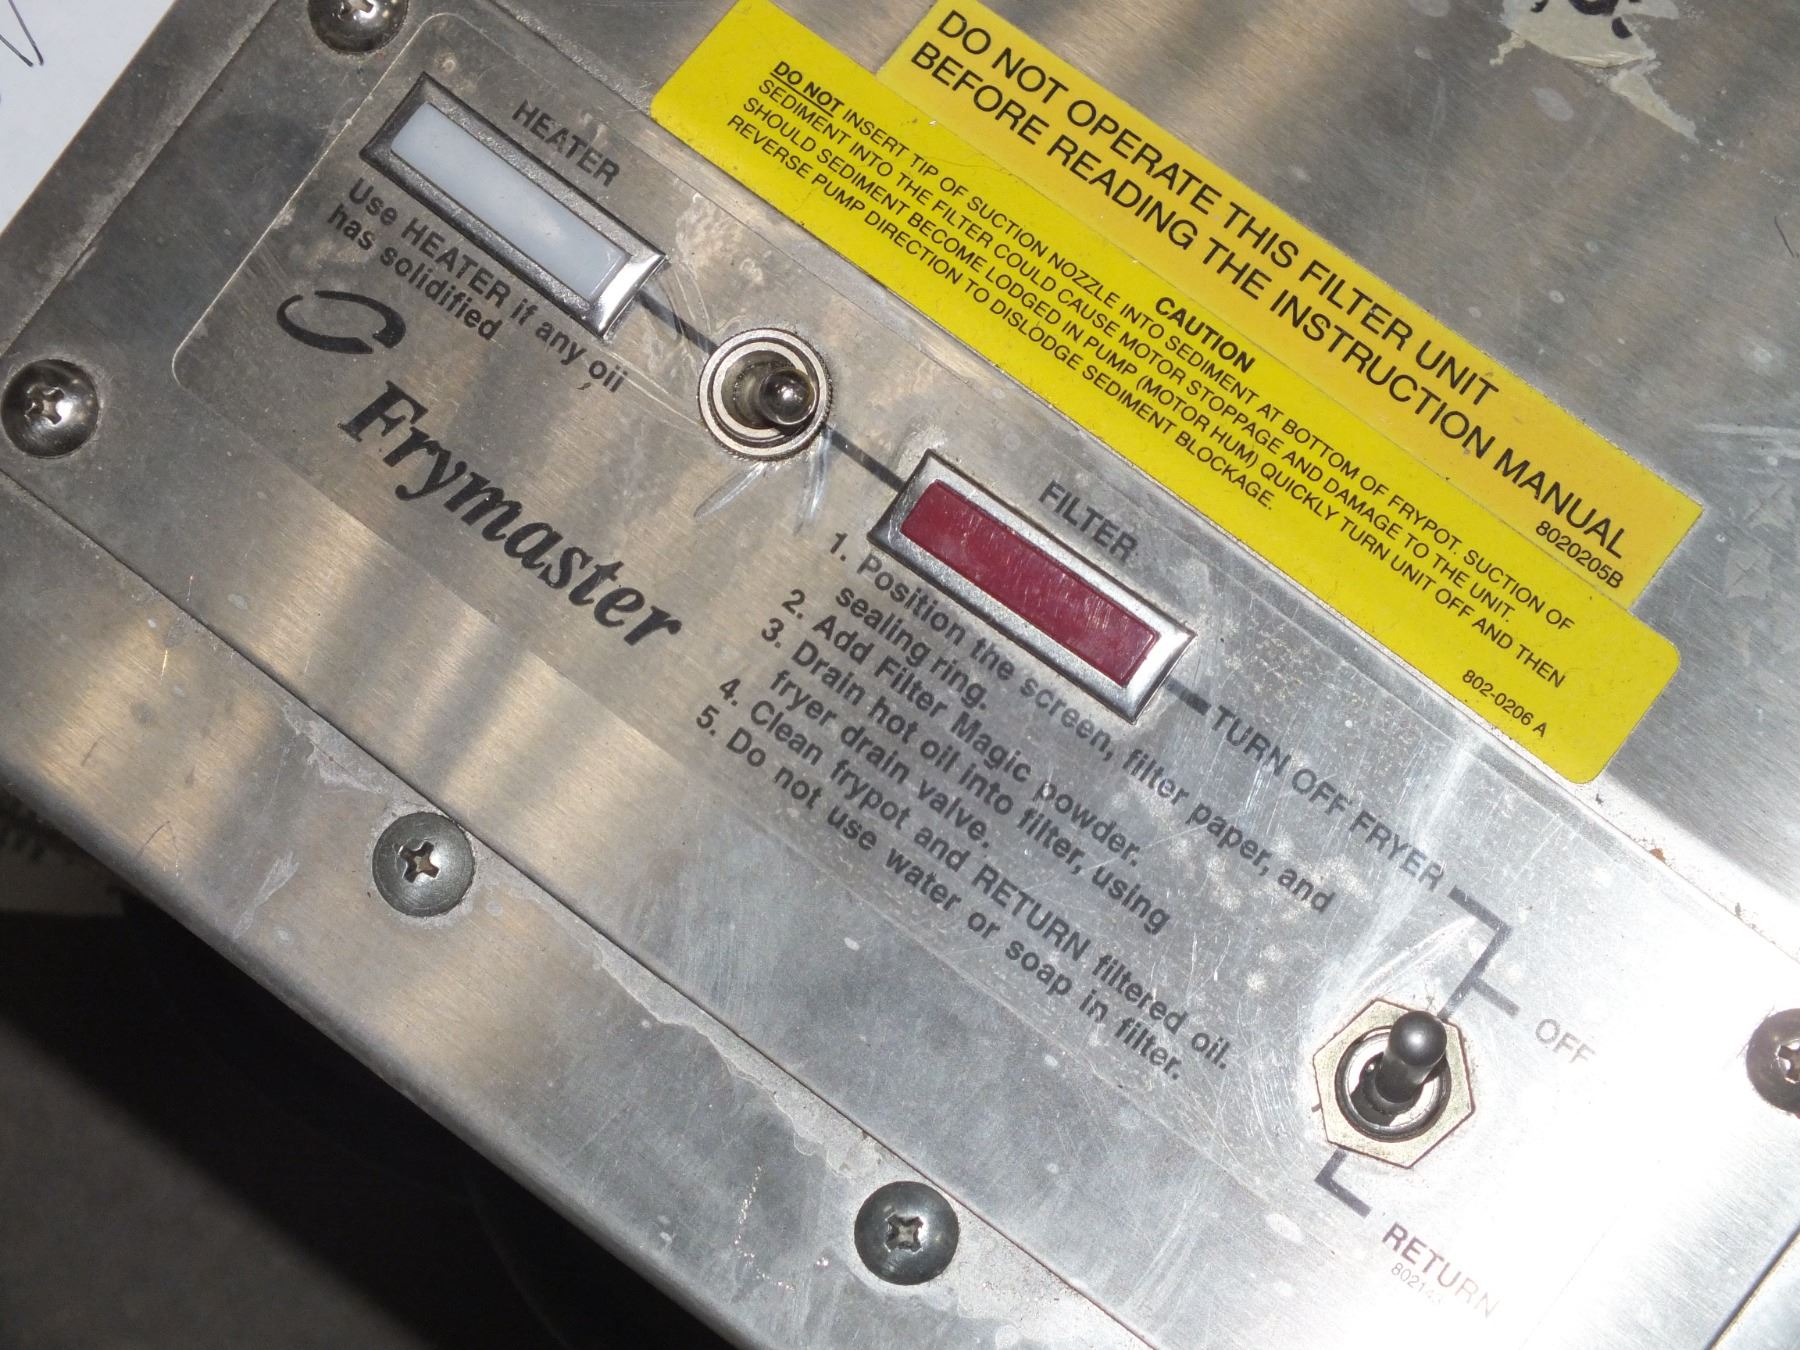 DO NOT OPERATE THIS FILTER UNIT
BEFORE READING THE INSTRUCTION MANUAL
8020205B
CAUTION
DO NOT INSERT TIP OF SUCTION NOZZLE INTO SEDIMENT AT BOTTOM OF FRYPOT. SUCTION OF
SEDIMENT INTO THE FILTER COULD CAUSE MOTOR STOPPAGE AND DAMAGE TO THE UNIT.
SHOULD SEDIMENT BECOME LODGED IN PUMP (MOTOR HUM) QUICKLY TURN UNIT OFF AND THEN
REVERSE PUMP DIRECTION TO DISLODGE SEDIMENT BLOCKAGE.
802-0206 A
HEATER
Use HEATER if any oil
has solidified
Frymaster
FILTER
TURN OFF FRYER
1. Position the screen, filter paper, and
sealing ring.
2. Add Filter Magic powder.
3. Drain hot oil into filter, using
fryer drain valve.
4. Clean frypot and RETURN filtered oil.
5. Do not use water or soap in filter.
OFF
RETURN